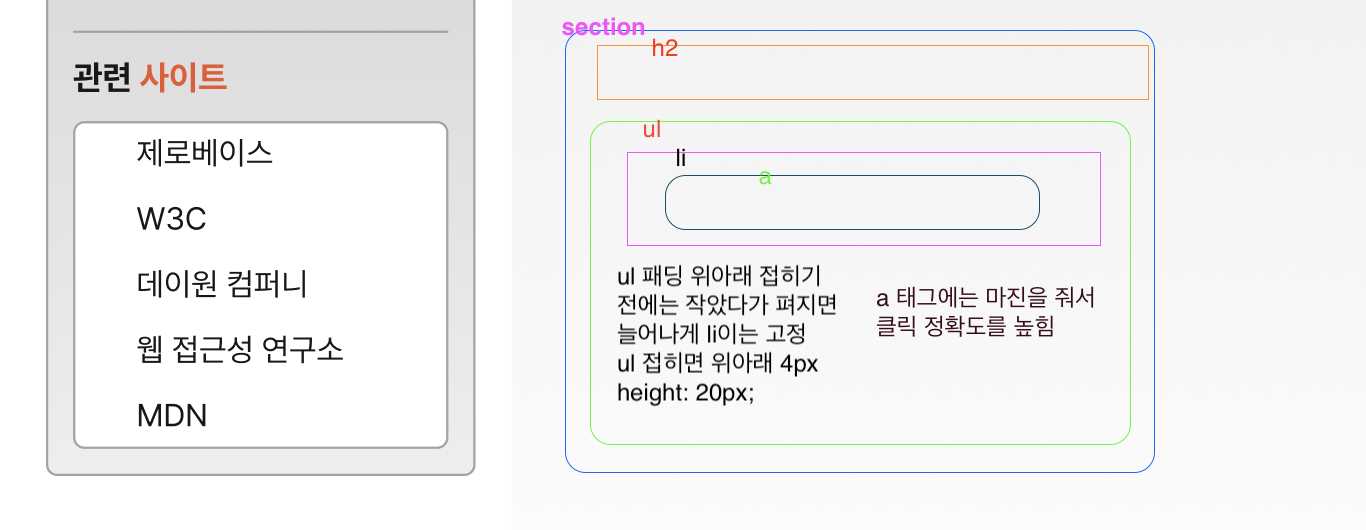 관련 사이트
제로베이스
W3C
데이원 컴퍼니
웹 접근성 연구소
MDN
section
h2
ul
li
a
ul 패딩 위아래 접히기
전에는 작았다가 펴지면
늘어나게 li이는 고정
ul 접히면 위아래 4px
height: 20px;
a 태그에는 마진을 줘서
클릭 정확도를 높힘